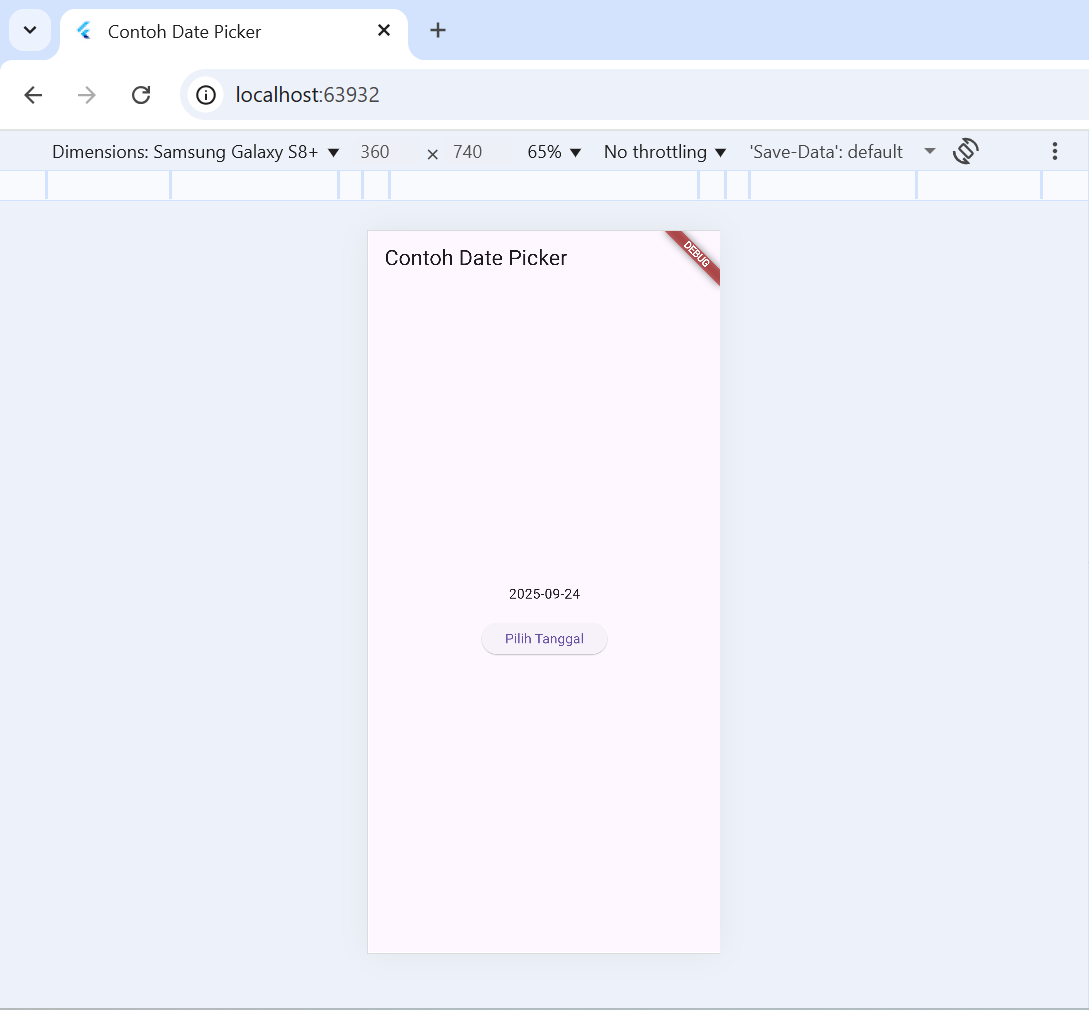 Contoh Date Picker
localhost:63932
Dimensions: Samsung Galaxy S8+ 360 × 740 65% No throttling 'Save-Data': default
Contoh Date Picker
DEBUG
2025-09-24
Pilih Tanggal